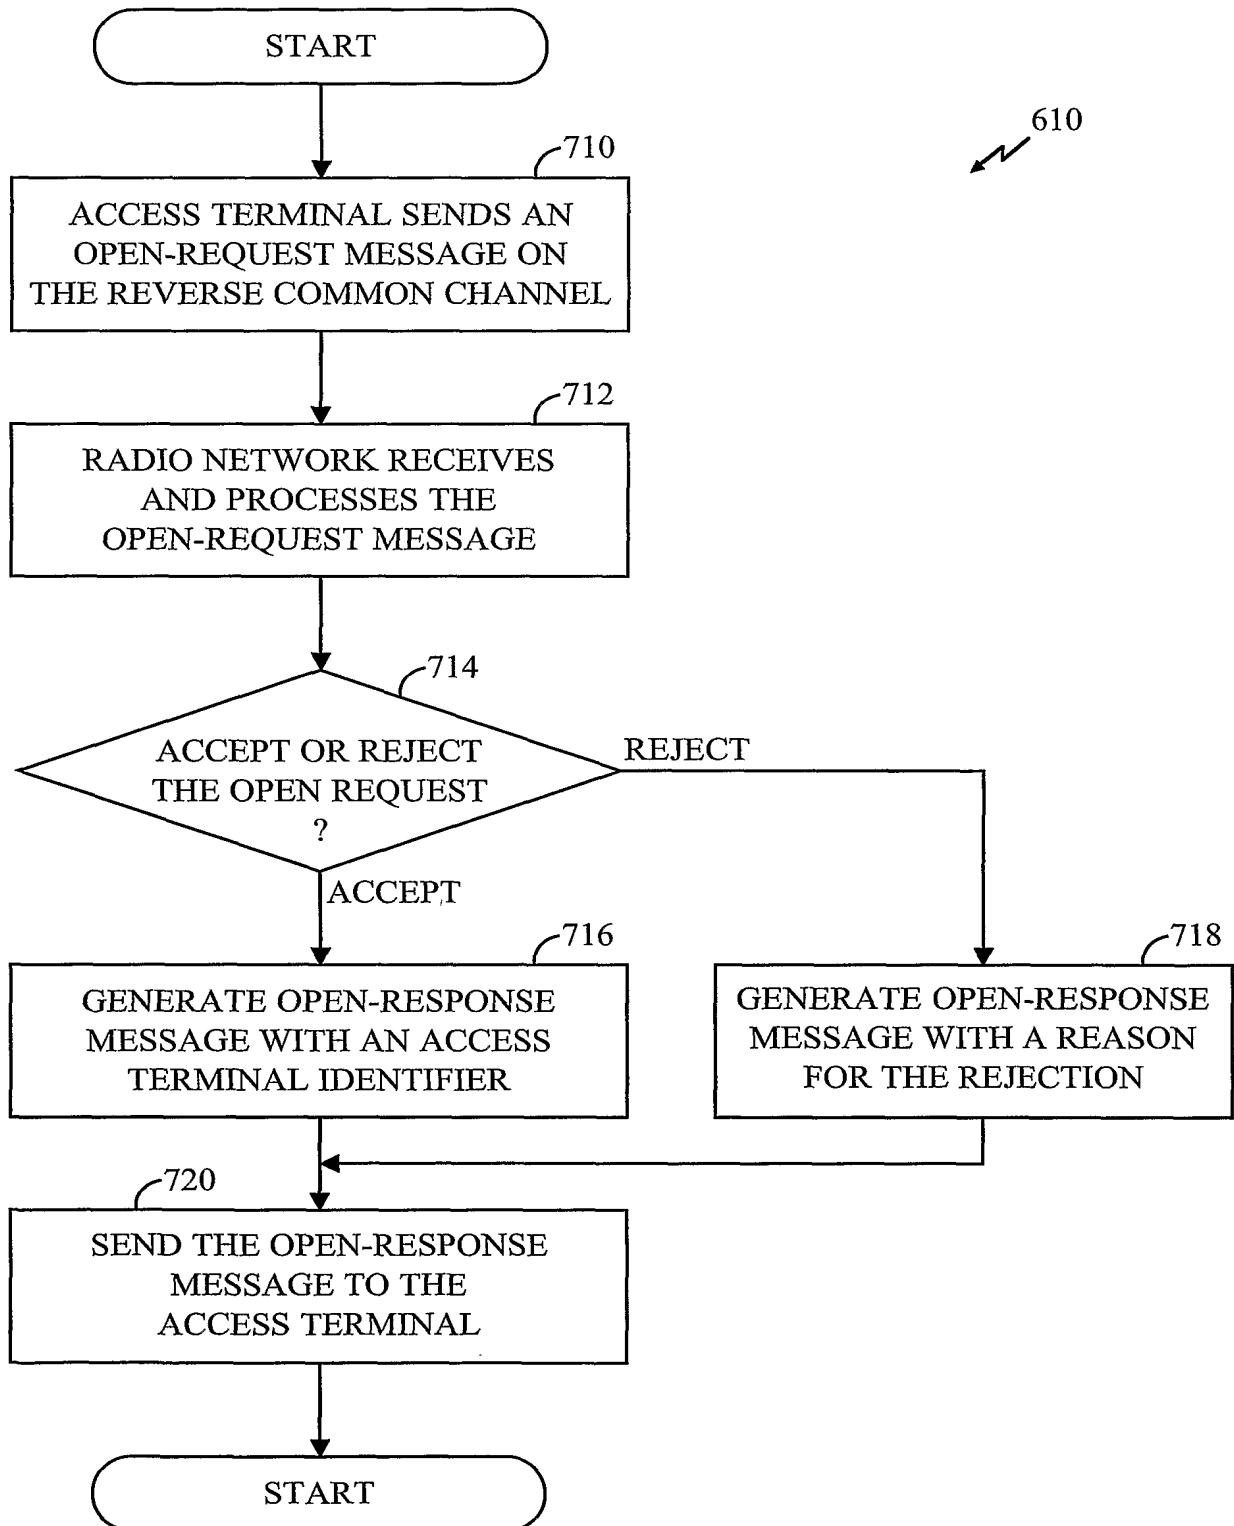 START
610
710
ACCESS TERMINAL SENDS AN
OPEN-REQUEST MESSAGE ON
THE REVERSE COMMON CHANNEL
712
RADIO NETWORK RECEIVES
AND PROCESSES THE
OPEN-REQUEST MESSAGE
714
ACCEPT OR REJECT
THE OPEN REQUEST
?
REJECT
ACCEPT
716
GENERATE OPEN-RESPONSE
MESSAGE WITH AN ACCESS
TERMINAL IDENTIFIER
718
GENERATE OPEN-RESPONSE
MESSAGE WITH A REASON
FOR THE REJECTION
720
SEND THE OPEN-RESPONSE
MESSAGE TO THE
ACCESS TERMINAL
START